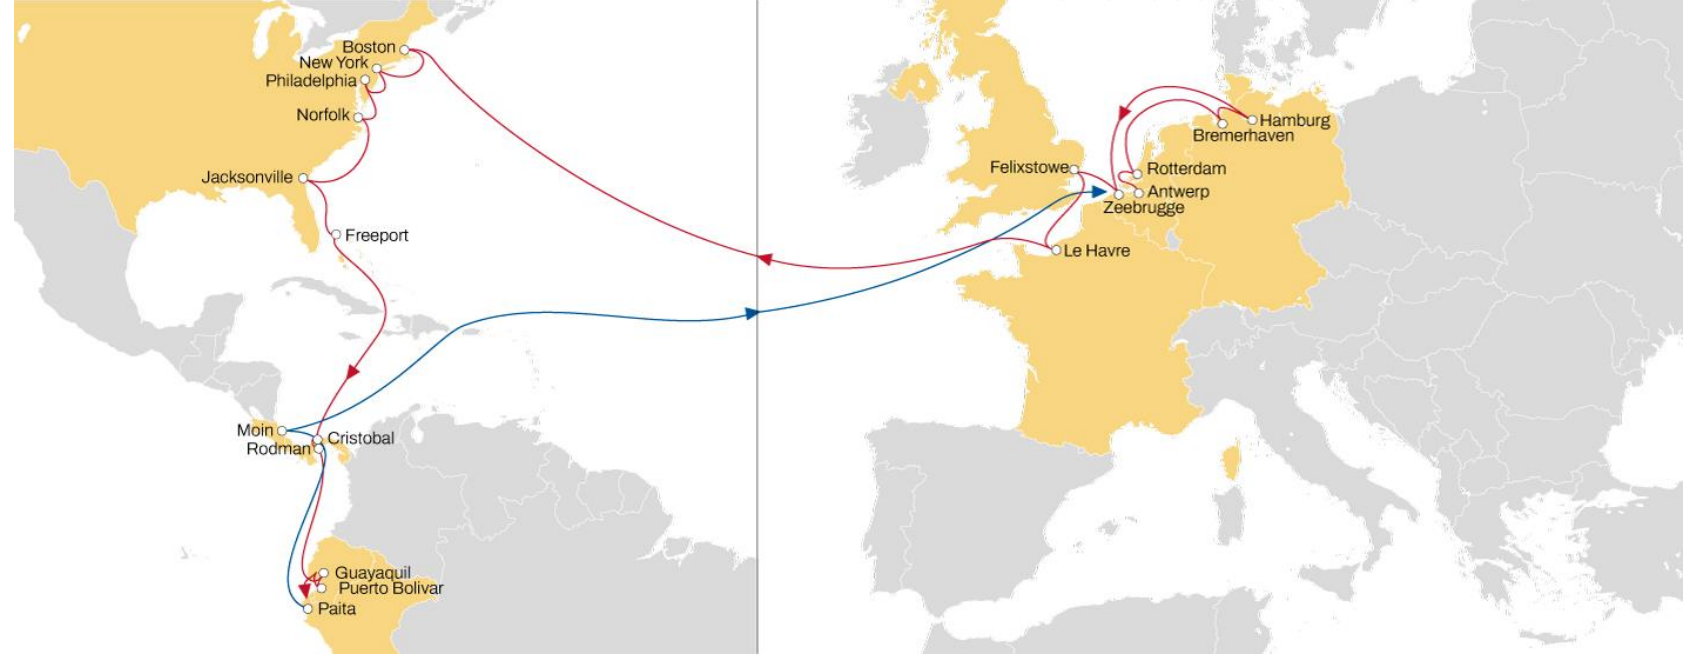 Boston
New York
Philadelphia
Norfolk
Jacksonville
Freeport
Moin
Cristobal
Rodman
Guayaquil
Puerto Bolivar
Paita
Hamburg
Bremerhaven
Felixstowe
Rotterdam
Antwerp
Zeebrugge
Le Havre